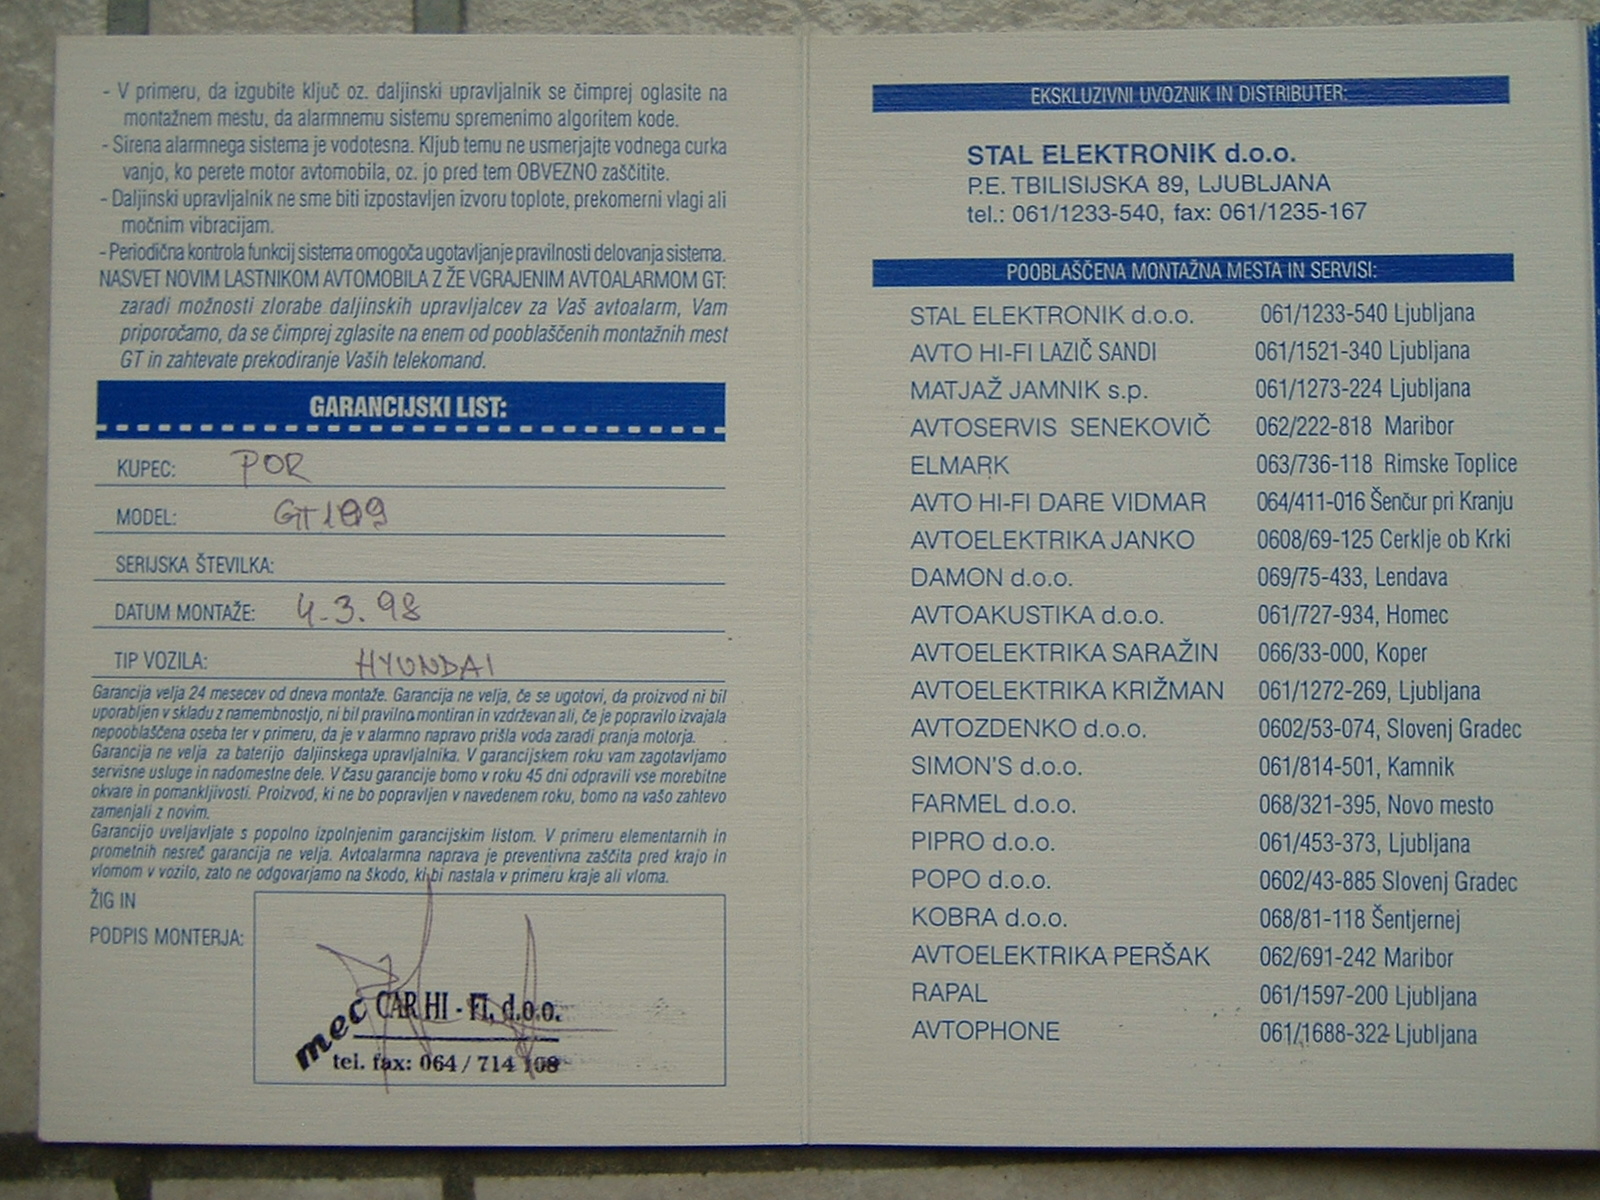 - V primeru, da izgubite ključ oz. daljinski upravljalnik se čimprej oglasite na
montažnem mestu, da alarmnemu sistemu spremenimo algoritem kode.
- Sirena alarmnega sistema je vodotesna. Kljub temu ne usmerjajte vodnega curka
vanjo, ko perete motor avtomobila, oz. jo pred tem OBVEZNO zaščitite.
- Daljinski upravljalnik ne sme biti izpostavljen izvoru toplote, prekomerni vlagi ali
močnim vibracijam.
- Periodična kontrola funkcij sistema omogoča ugotavljanje pravilnosti delovanja sistema.
NASVET NOVIM LASTNIKOM AVTOMOBILA Z ŽE VGRAJENIM AVTOALARMOM GT:
zaradi možnosti zlorabe daljinskih upravljalcev za Vaš avtoalarm, Vam
priporočamo, da se čimprej zglasite na enem od pooblaščenih montažnih mest
GT in zahtevate prekodiranje Vaših telekomand.
GARANCIJSKI LIST:
KUPEC: POR
MODEL: GT199
SERIJSKA ŠTEVILKA:
DATUM MONTAŽE: 4.3.98
TIP VOZILA: HYUNDAI
Garancija velja 24 mesecev od dneva montaže. Garancija ne velja, če se ugotovi, da proizvod ni bil
uporabljen v skladu z namembnostjo, ni bil pravilno montiran in vzdrževan ali, če je popravilo izvajala
nepooblaščena oseba ter v primeru, da je v alarmno napravo prišla voda zaradi pranja motorja.
Garancija ne velja za baterijo daljinskega upravljalnika. V garancijskem roku vam zagotavljamo
servisne usluge in nadomestne dele. V času garancije bomo v roku 45 dni odpravili vse morebitne
okvare in pomankljivosti. Proizvod, ki ne bo popravljen v navedenem roku, bomo na vašo zahtevo
zamenjali z novim.
Garancijo uveljavljate s popolno izpolnjenim garancijskim listom. V primeru elementarnih in
prometnih nesreč garancija ne velja. Avtoalarmna naprava je preventivna zaščita pred krajo in
vlomom v vozilo, zato ne odgovarjamo na škodo, ki bi nastala v primeru kraje ali vloma.
ŽIG IN
PODPIS MONTERJA:
mec CAR HI - FI, d.o.o.
tel. fax: 064 / 714 108
EKSKLUZIVNI UVOZNIK IN DISTRIBUTER:
STAL ELEKTRONIK d.o.o.
P.E. TBILISIJSKA 89, LJUBLJANA
tel.: 061/1233-540, fax: 061/1235-167
POOBLAŠČENA MONTAŽNA MESTA IN SERVISI:
STAL ELEKTRONIK d.o.o. 061/1233-540 Ljubljana
AVTO HI-FI LAZIČ SANDI 061/1521-340 Ljubljana
MATJAŽ JAMNIK s.p. 061/1273-224 Ljubljana
AVTOSERVIS SENEKOVIČ 062/222-818 Maribor
ELMARK 063/736-118 Rimske Toplice
AVTO HI-FI DARE VIDMAR 064/411-016 Šenčur pri Kranju
AVTOELEKTRIKA JANKO 0608/69-125 Cerklje ob Krki
DAMON d.o.o. 069/75-433, Lendava
AVTOAKUSTIKA d.o.o. 061/727-934, Homec
AVTOELEKTRIKA SARAŽIN 066/33-000, Koper
AVTOELEKTRIKA KRIŽMAN 061/1272-269, Ljubljana
AVTOZDENKO d.o.o. 0602/53-074, Slovenj Gradec
SIMON'S d.o.o. 061/814-501, Kamnik
FARMEL d.o.o. 068/321-395, Novo mesto
PIPRO d.o.o. 061/453-373, Ljubljana
POPO d.o.o. 0602/43-885 Slovenj Gradec
KOBRA d.o.o. 068/81-118 Šentjernej
AVTOELEKTRIKA PERŠAK 062/691-242 Maribor
RAPAL 061/1597-200 Ljubljana
AVTOPHONE 061/1688-322 Ljubljana